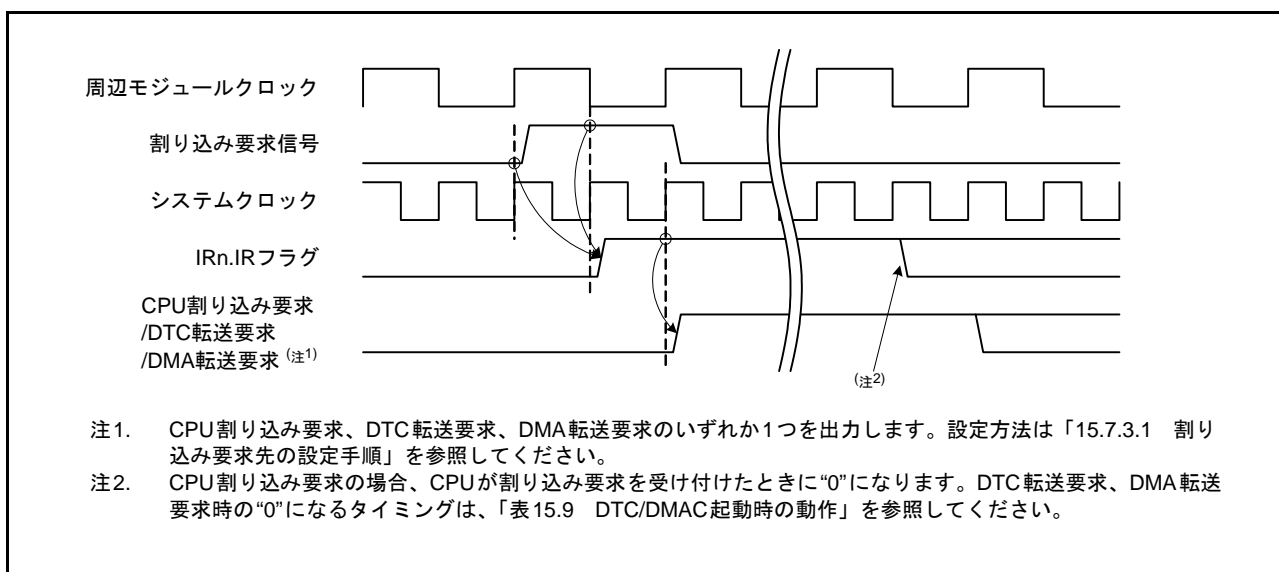 周辺モジュールクロック
割り込み要求信号
システムクロック
IRn.IRフラグ
CPU割り込み要求
/DTC転送要求
/DMA転送要求 (注1)
(注2)
注1. CPU割り込み要求、DTC転送要求、DMA転送要求のいずれか1つを出力します。設定方法は「15.7.3.1 割り
込み要求先の設定手順」を参照してください。
注2. CPU割り込み要求の場合、CPUが割り込み要求を受け付けたときに“0”になります。DTC転送要求、DMA転送
要求時の“0”になるタイミングは、「表15.9 DTC/DMAC起動時の動作」を参照してください。